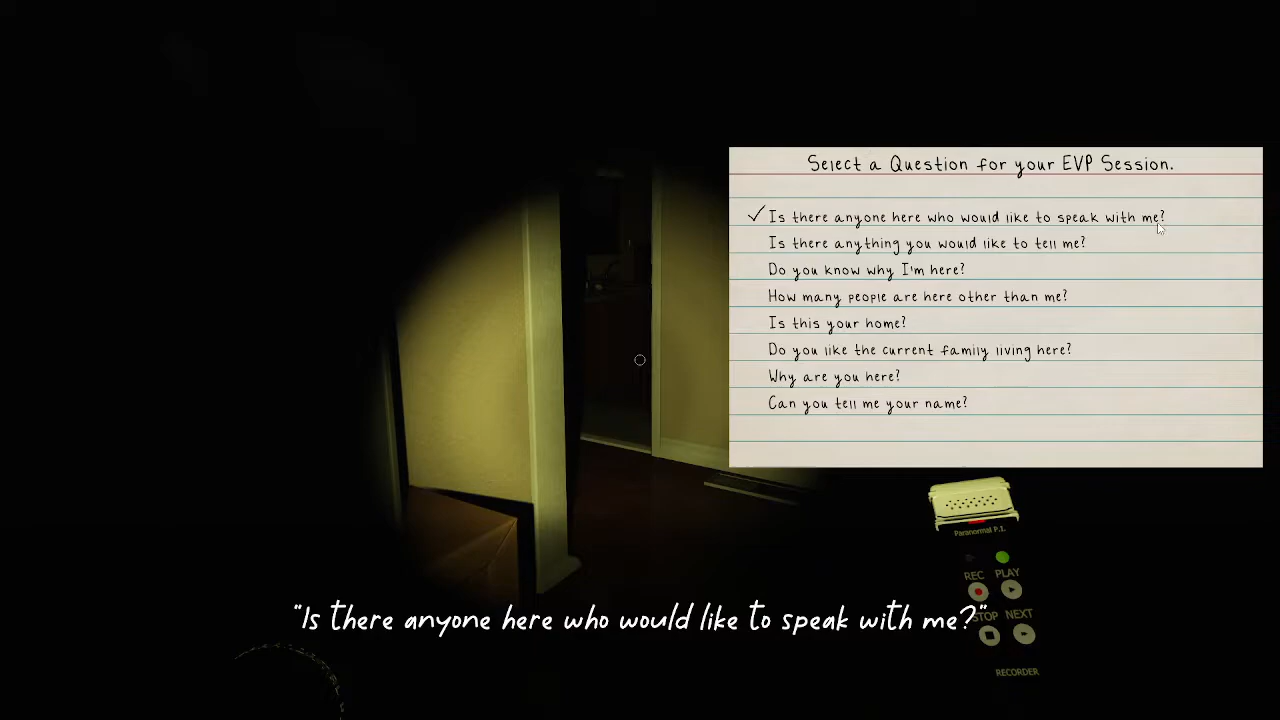 Select a Question for your EVP Session.
Is there anyone here who would like to speak with me?
Is there anything you would like to tell me?
Do you know why I'm here?
How many people are here other than me?
Is this your home?
Do you like the current family living here?
Why are you here?
Can you tell me your name?
Paranormal P.I.
REC PLAY
STOP NEXT
RECORDER
"Is there anyone here who would like to speak with me?"